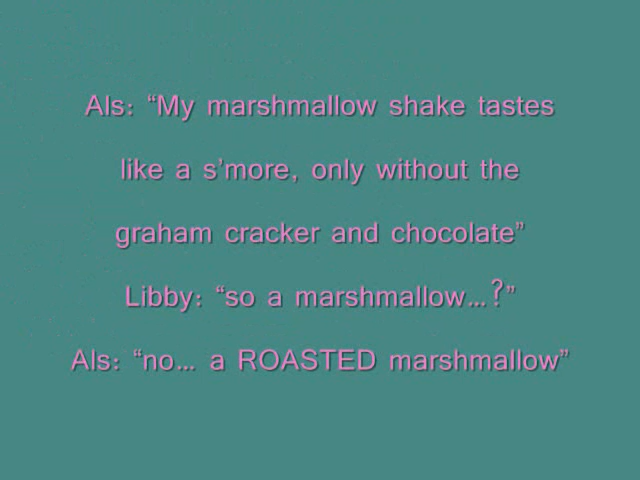 Als: “My marshmallow shake tastes
like a s’more, only without the
graham cracker and chocolate”
Libby: “so a marshmallow...?”
Als: “no... a ROASTED marshmallow”